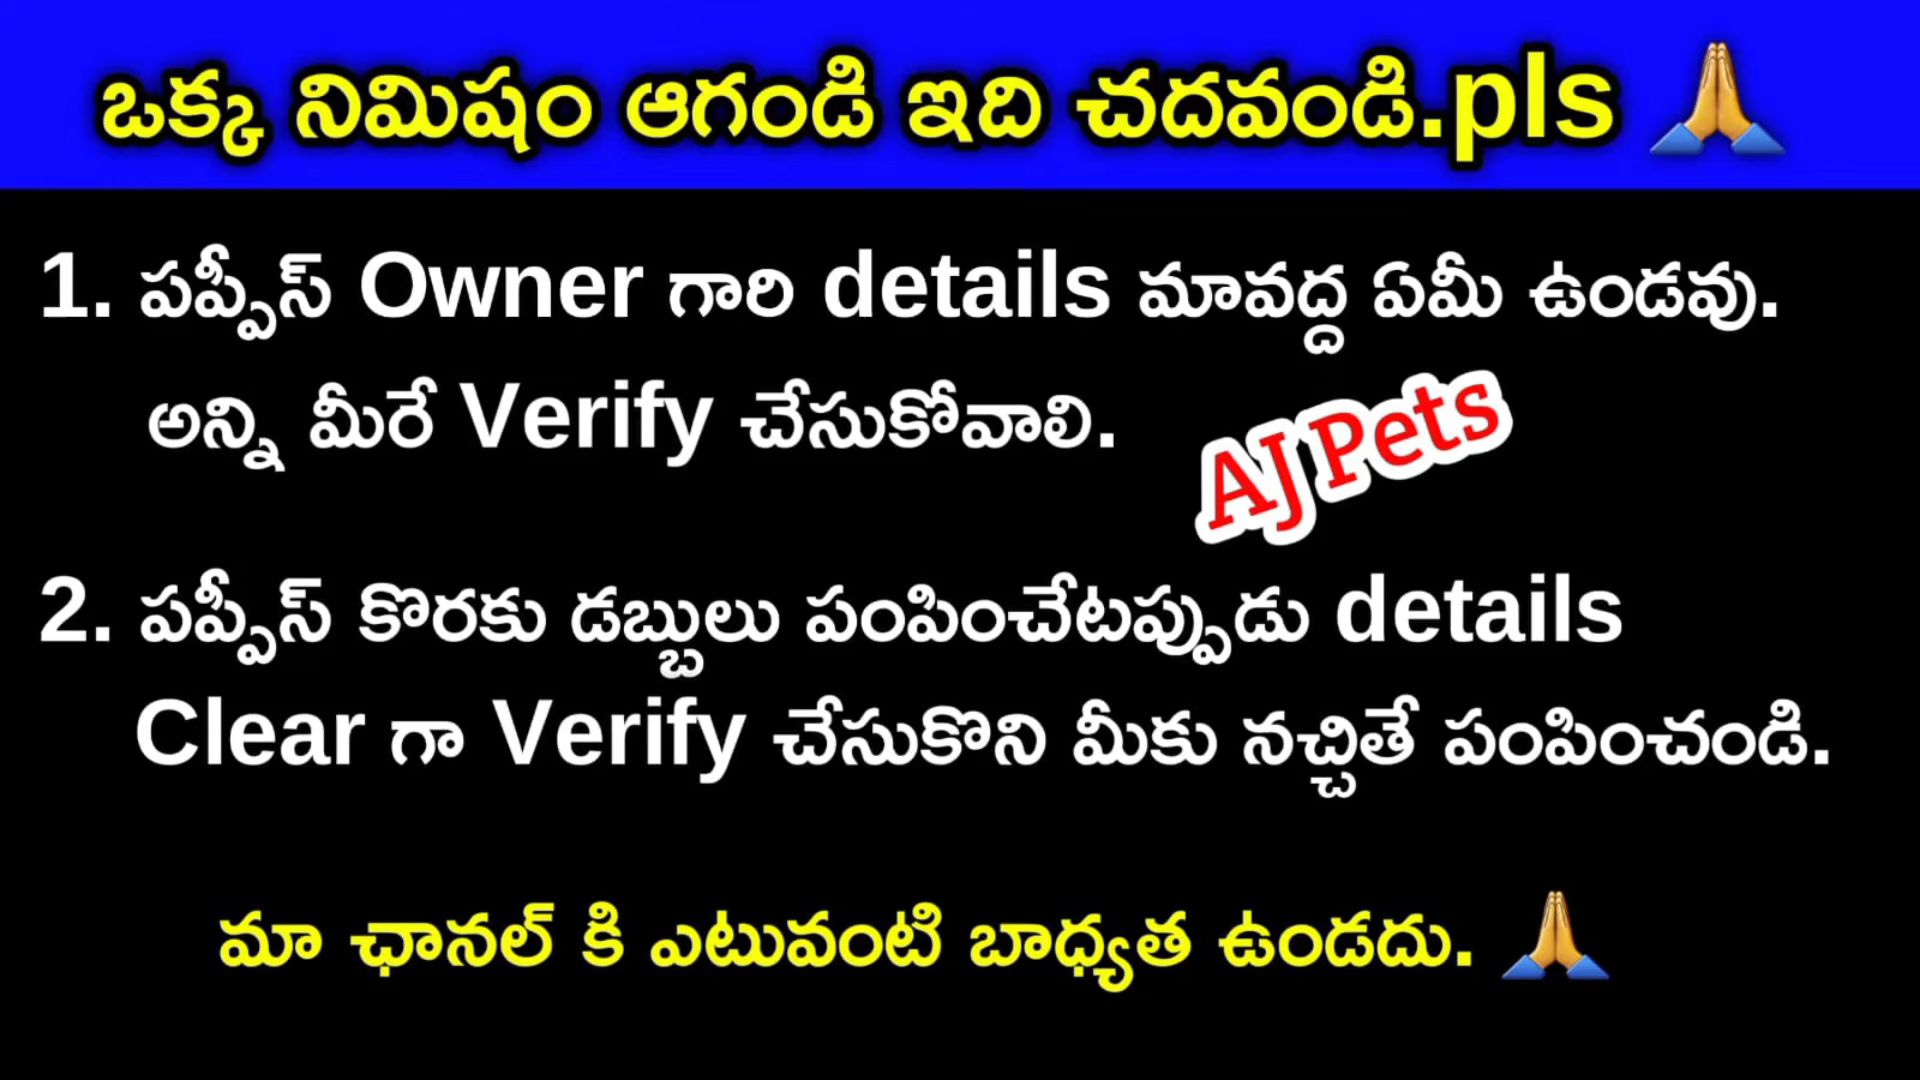 ఒక్క నిమిషం ఆగండి ఇది చదవండి.pls 🙏
1. పప్పీస్ Owner గారి details మావద్ద ఏమీ ఉండవు.
అన్ని మీరే Verify చేసుకోవాలి.
AJ Pets
2. పప్పీస్ కొరకు డబ్బులు పంపించేటప్పుడు details
Clear గా Verify చేసుకొని మీకు నచ్చితే పంపించండి.
మా ఛానల్ కి ఎటువంటి బాధ్యత ఉండదు. 🙏